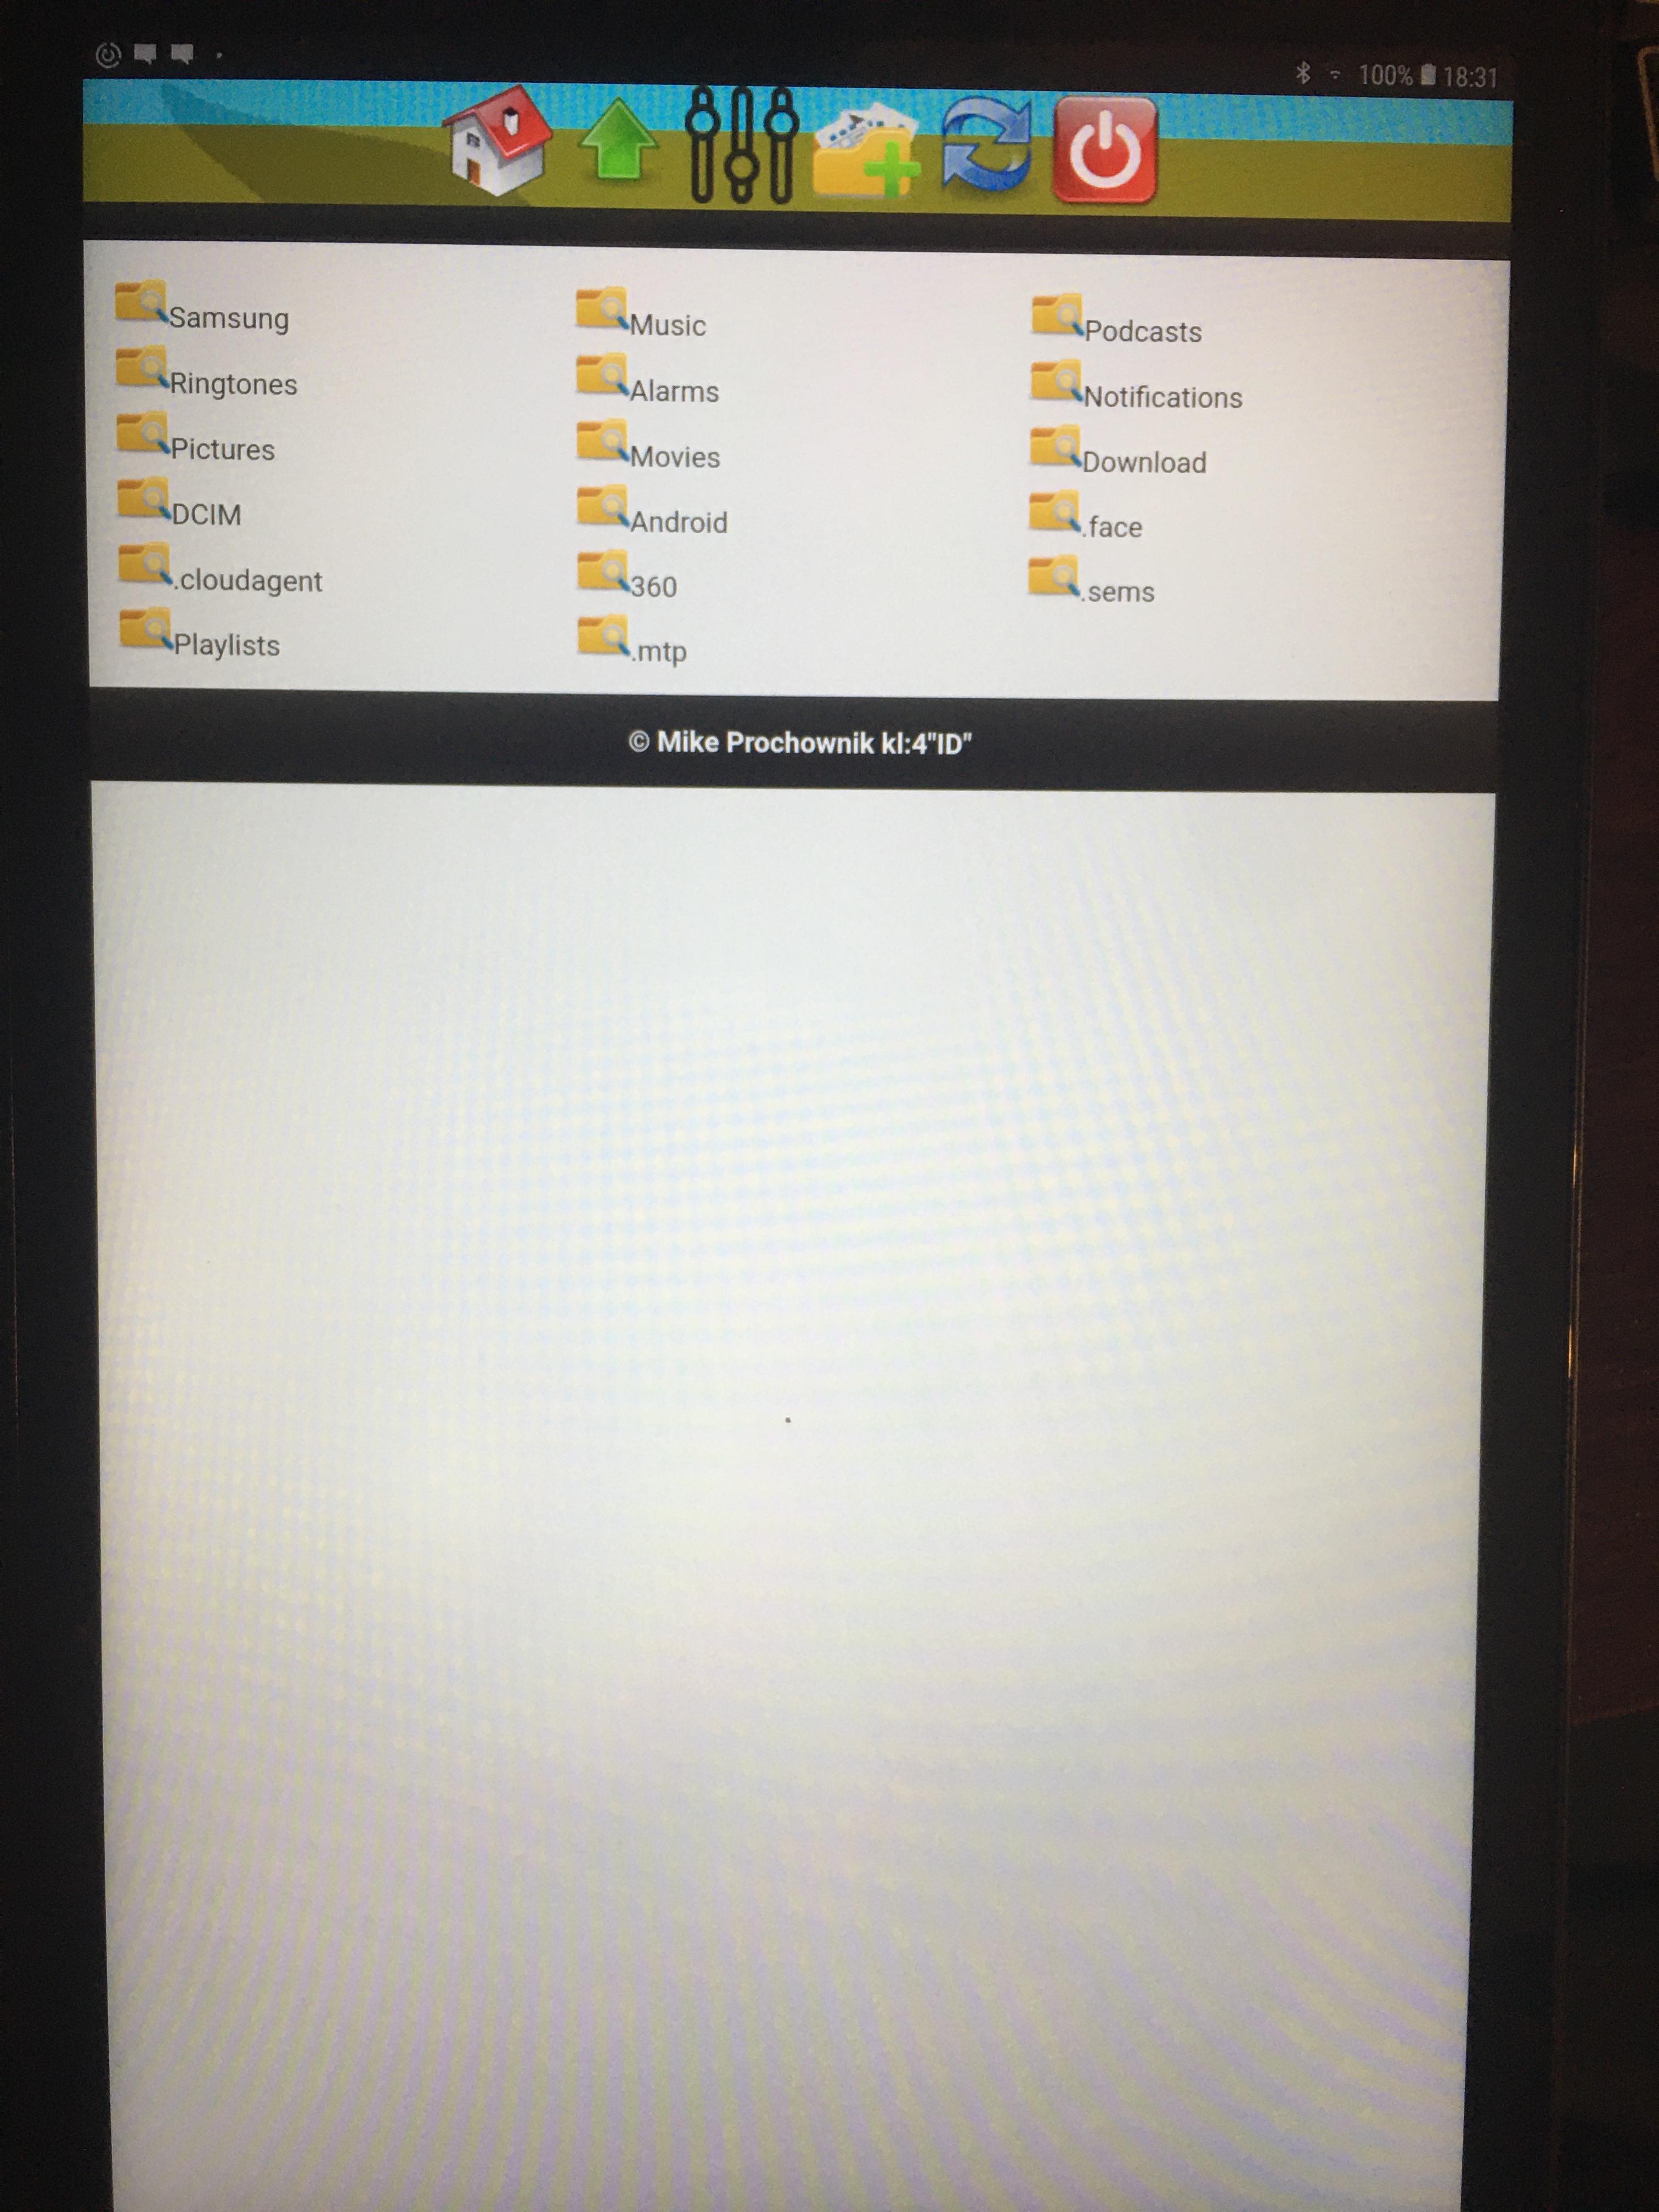 100% 18:31
Samsung Music Podcasts
Ringtones Alarms Notifications
Pictures Movies Download
DCIM Android .face
.cloudagent 360 .sems
Playlists .mtp
© Mike Prochownik kl:4"ID"